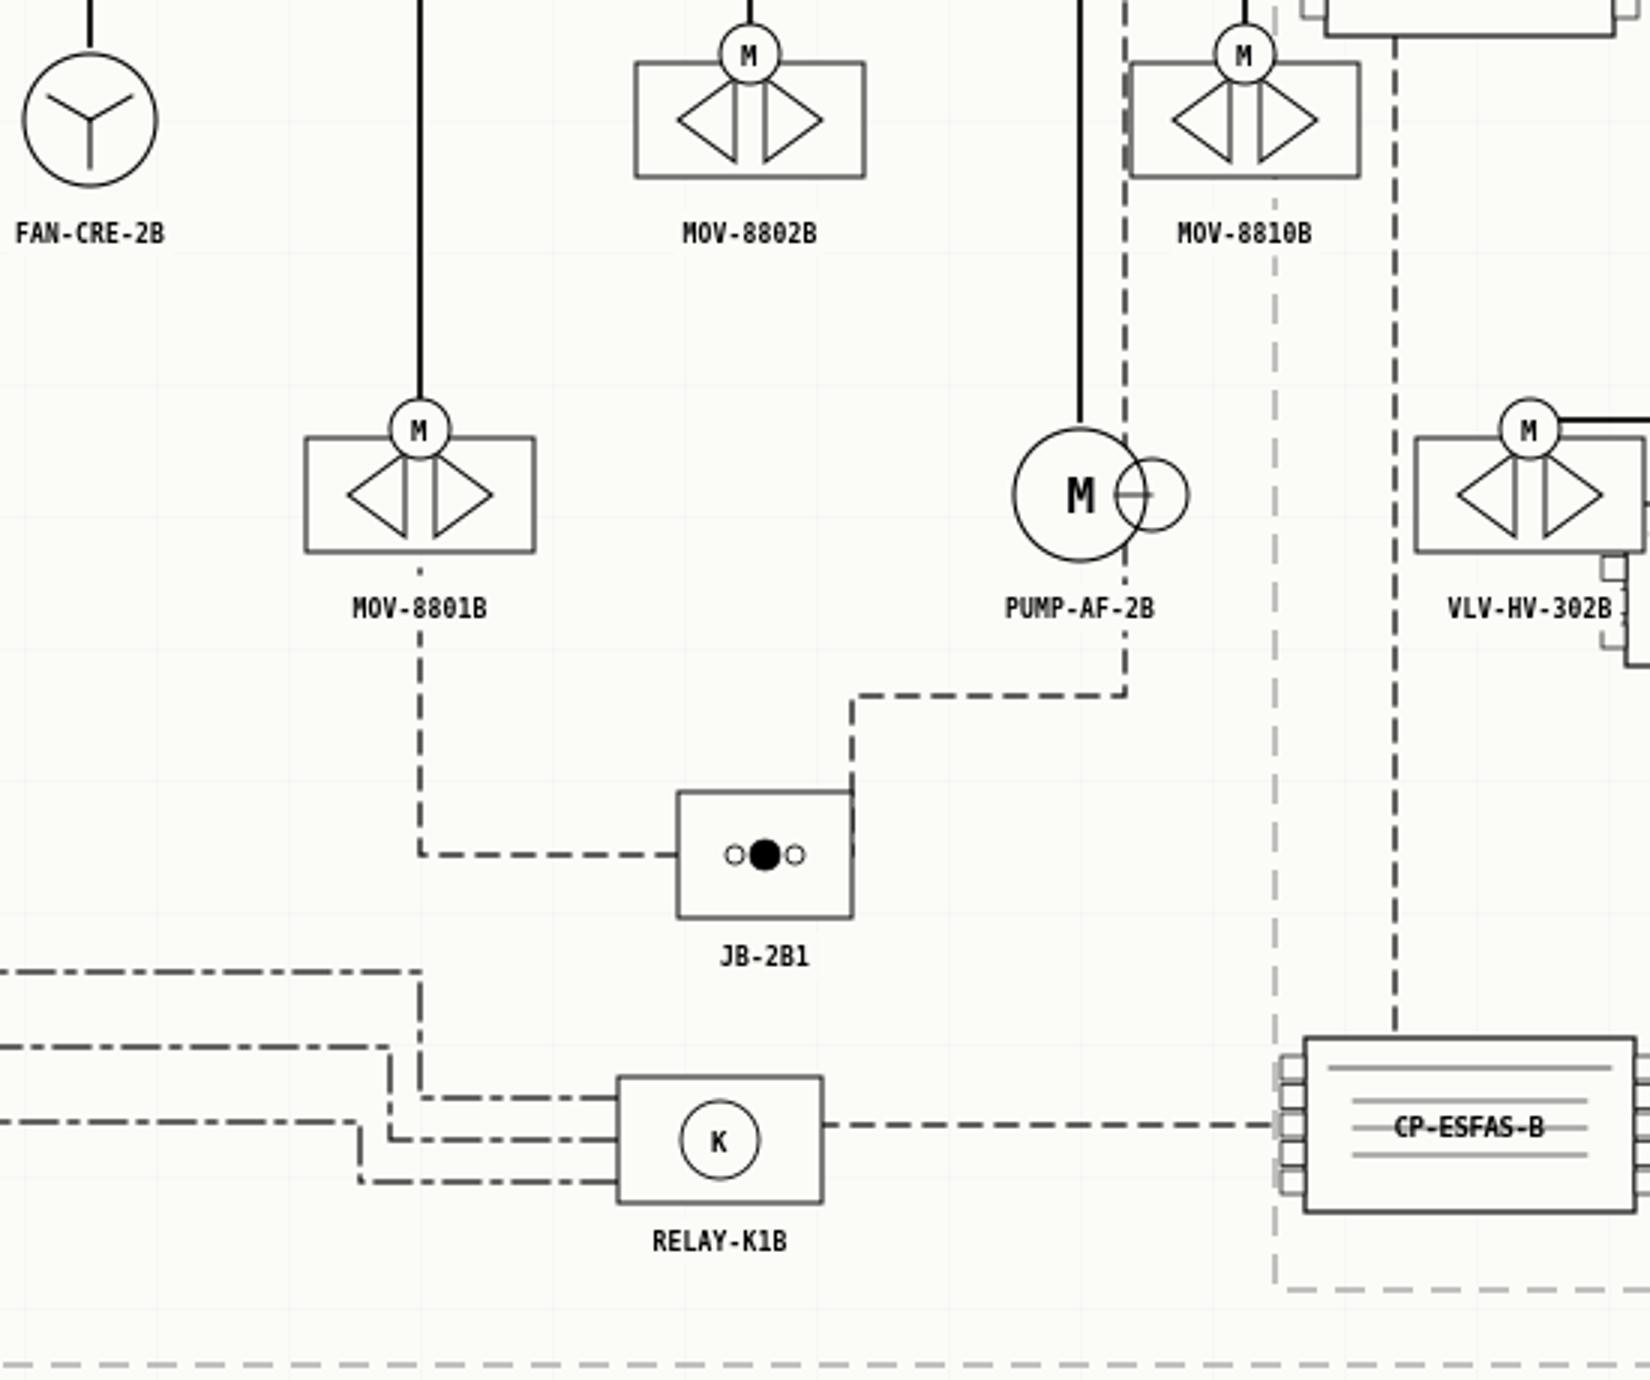 M
M
FAN-CRE-2B
MOV-8802B
MOV-8810B
M
M
M
MOV-8801B
PUMP-AF-2B
VLV-HV-302B
JB-2B1
K
CP-ESFAS-B
RELAY-K1B